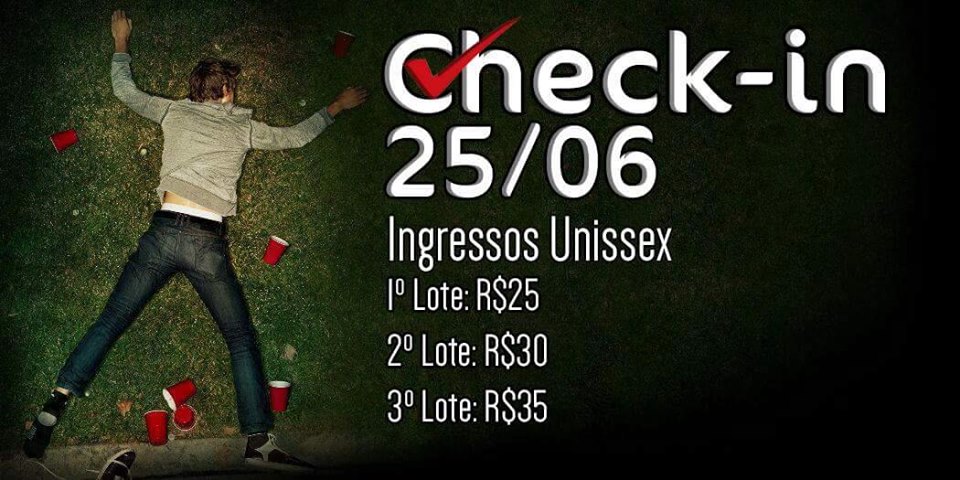 Check-in
25/06
Ingressos Unissex
1º Lote: R$25
2º Lote: R$30
3º Lote: R$35